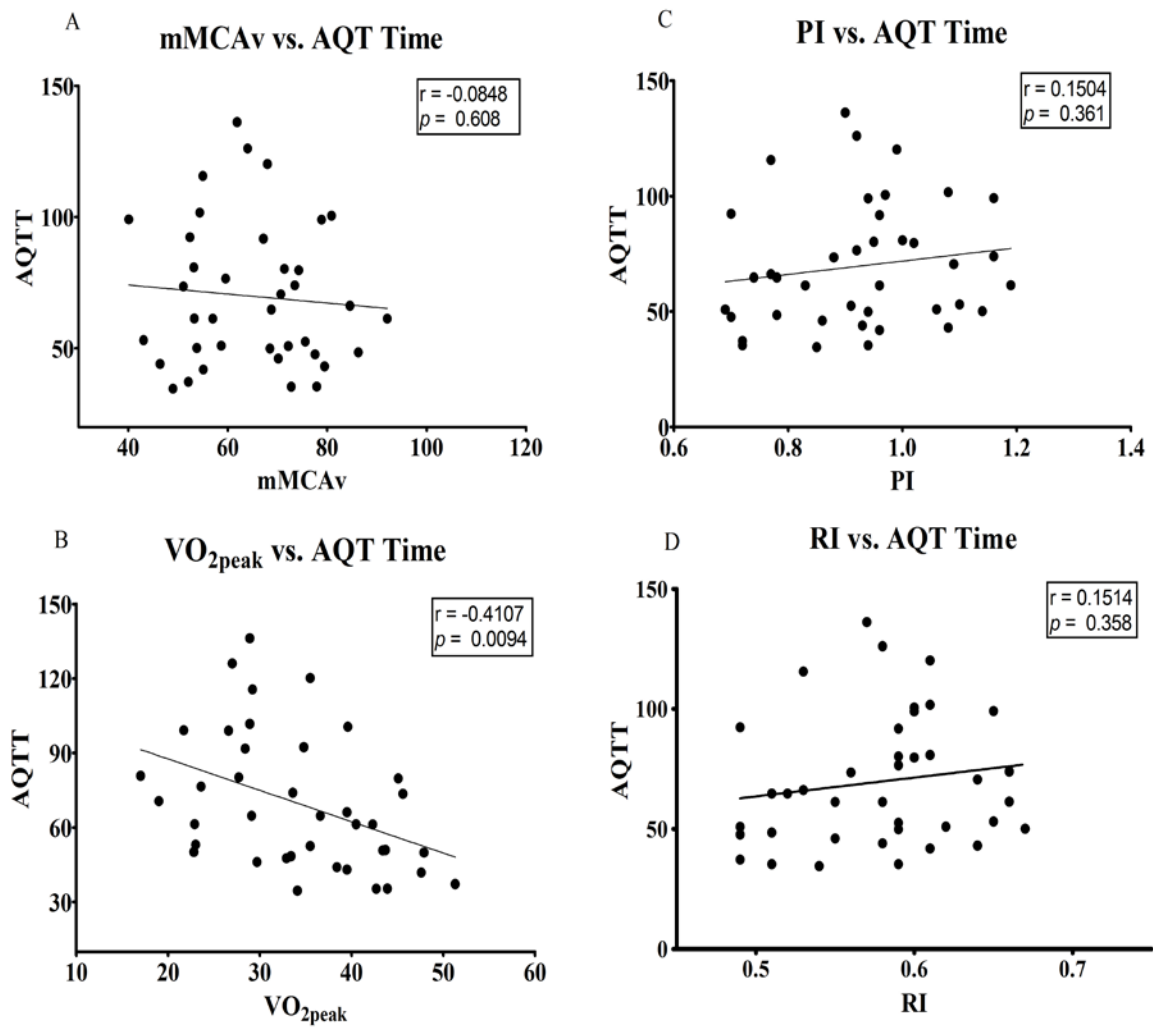 A
mMCAv vs. AQT Time
r = -0.0848
p = 0.608
150
100
50
AQTT
40 60 80 100 120
mMCAv
C
PI vs. AQT Time
r = 0.1504
p = 0.361
150
100
50
0
AQTT
0.6 0.8 1.0 1.2 1.4
PI
B
VO2peak vs. AQT Time
r = -0.4107
p = 0.0094
150
120
90
60
30
AQTT
10 20 30 40 50 60
VO2peak
D
RI vs. AQT Time
r = 0.1514
p = 0.358
150
100
50
0
AQTT
0.5 0.6 0.7
RI